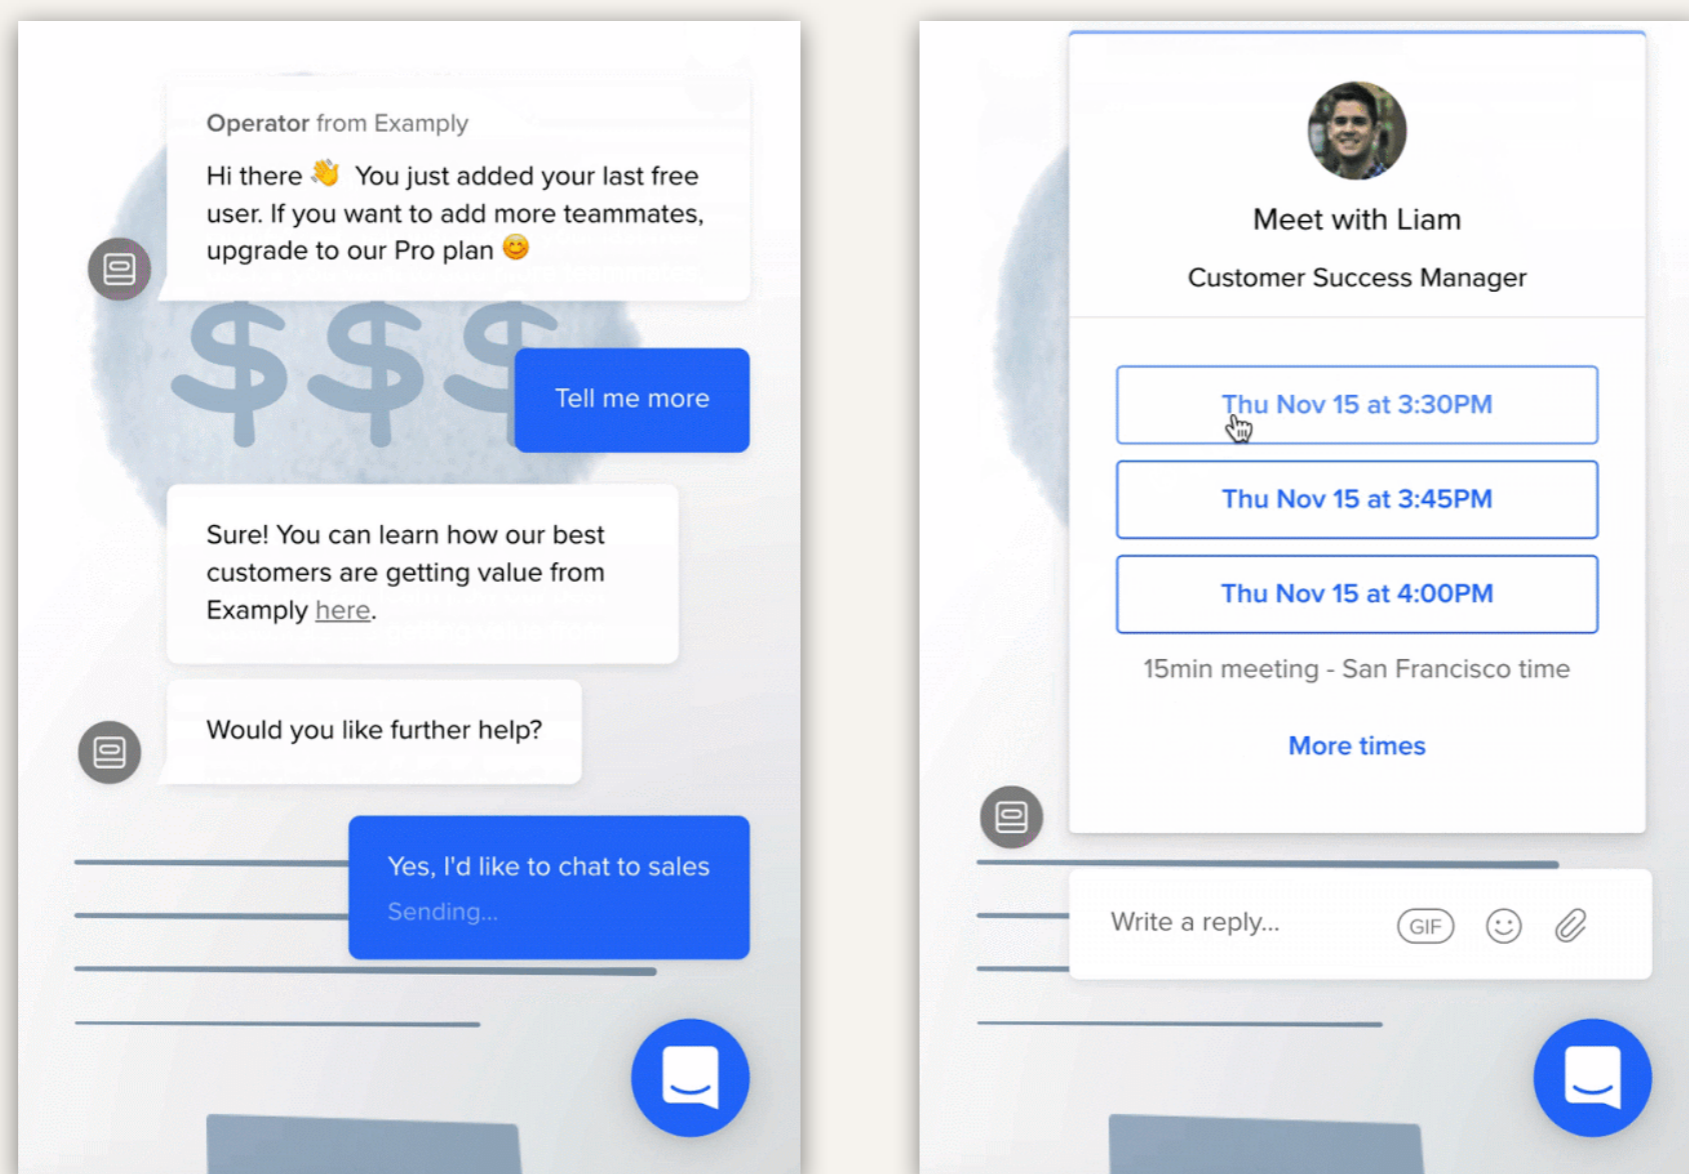 Operator from Examply
Hi there 👋 You just added your last free
user. If you want to add more teammates,
upgrade to our Pro plan 😊
$$$
Tell me more
Sure! You can learn how our best
customers are getting value from
Examply here.
Would you like further help?
Yes, I'd like to chat to sales
Sending...
Meet with Liam
Customer Success Manager
Thu Nov 15 at 3:30PM
Thu Nov 15 at 3:45PM
Thu Nov 15 at 4:00PM
15min meeting - San Francisco time
More times
Write a reply...
GIF